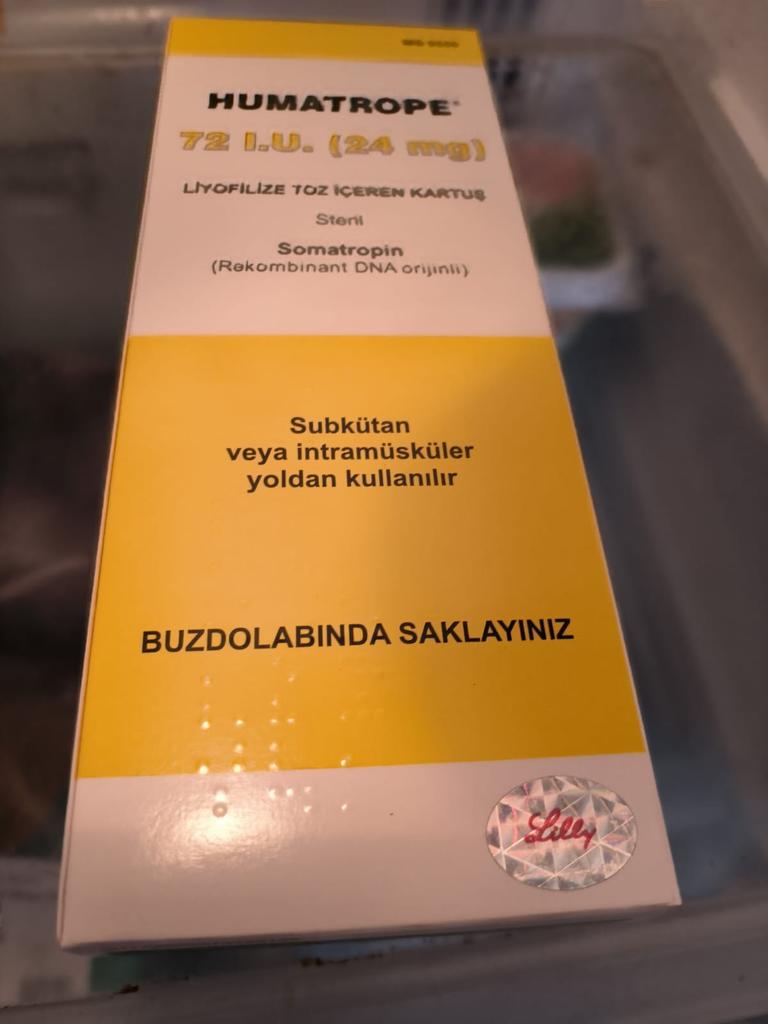 HUMATROPE®
72 I.U. (24 mg)
LİYOFİLİZE TOZ İÇEREN KARTUŞ
Steril
Somatropin
(Rekombinant DNA orijinli)
Subkütan
veya intramüsküler
yoldan kullanılır
BUZDOLABINDA SAKLAYINIZ
Lilly